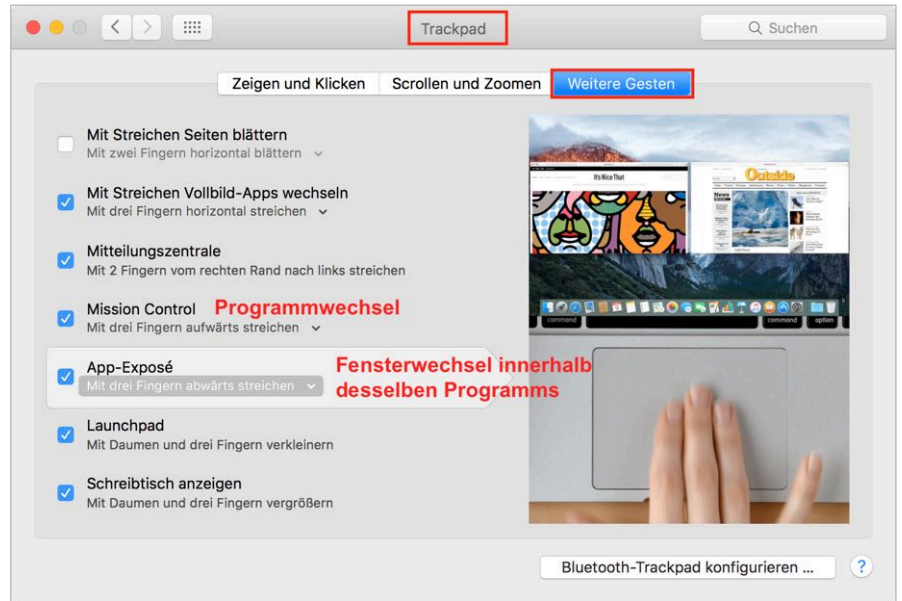 Trackpad
Suchen
Zeigen und Klicken
Scrollen und Zoomen
Weitere Gesten
Mit Streichen Seiten blättern
Mit zwei Fingern horizontal blättern
Mit Streichen Vollbild-Apps wechseln
Mit drei Fingern horizontal streichen
Mitteilungszentrale
Mit 2 Fingern vom rechten Rand nach links streichen
Mission Control
Programmwechsel
Mit drei Fingern aufwärts streichen
App-Exposé
Mit drei Fingern abwärts streichen
Fensterwechsel innerhalb
desselben Programms
Launchpad
Mit Daumen und drei Fingern verkleinern
Schreibtisch anzeigen
Mit Daumen und drei Fingern vergrößern
It's Nice That
Outside
News
command
command
option
Bluetooth-Trackpad konfigurieren ...
?